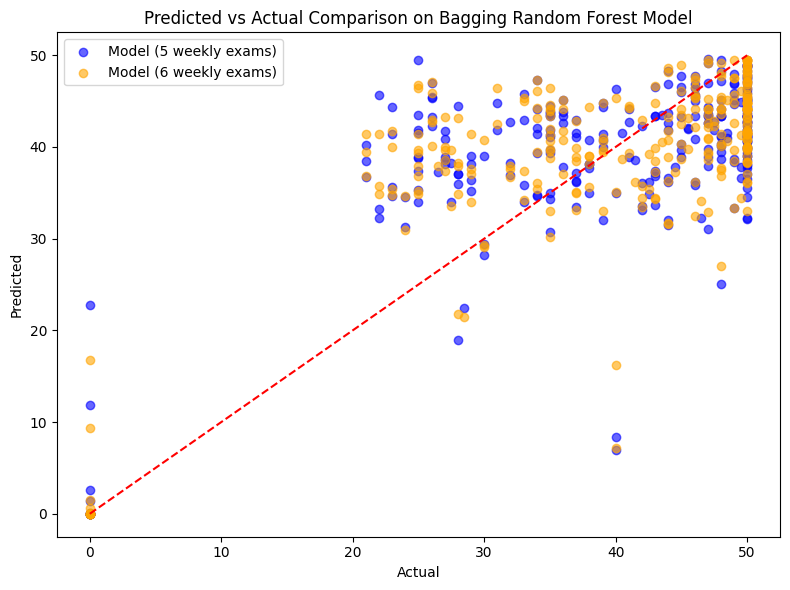 Predicted vs Actual Comparison on Bagging Random Forest Model
Model (5 weekly exams)
Model (6 weekly exams)
50
40
30
20
10
0
Predicted
0 10 20 30 40 50
Actual